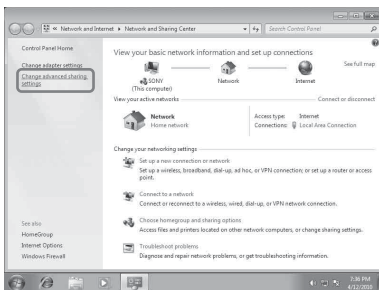 Network and Internet ▸ Network and Sharing Center
Search Control Panel
Control Panel Home
Change adapter settings
Change advanced sharing settings
View your basic network information and set up connections
See full map
SONY
(This computer)
Network
Internet
View your active networks
Connect or disconnect
Network
Home network
Access type: Internet
Connections: Local Area Connection
Change your networking settings
Set up a new connection or network
Set up a wireless, broadband, dial-up, ad hoc, or VPN connection; or set up a router or access
point.
Connect to a network
Connect or reconnect to a wireless, wired, dial-up, or VPN network connection.
Choose homegroup and sharing options
Access files and printers located on other network computers, or change sharing settings.
Troubleshoot problems
Diagnose and repair network problems, or get troubleshooting information.
See also
HomeGroup
Internet Options
Windows Firewall
7:36 PM
4/12/2010